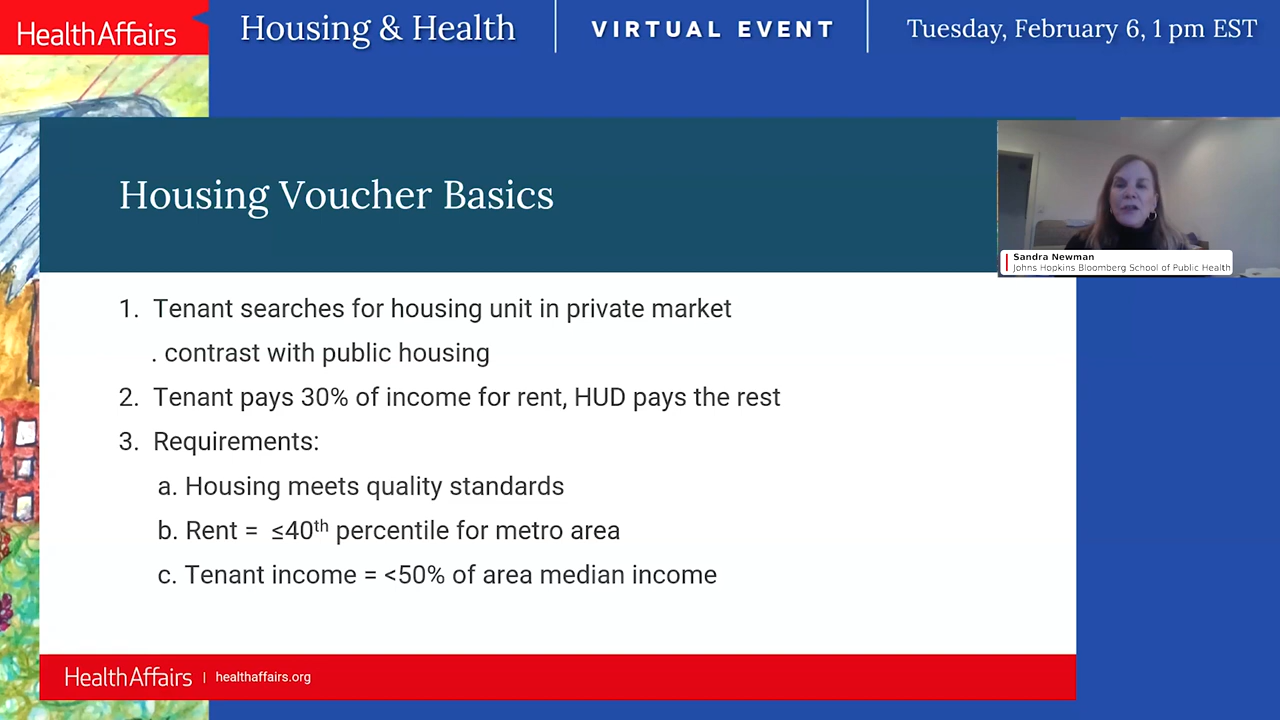 HealthAffairs
Housing & Health
VIRTUAL EVENT
Tuesday, February 6, 1 pm EST
Housing Voucher Basics
Sandra Newman
Johns Hopkins Bloomberg School of Public Health
1. Tenant searches for housing unit in private market
. contrast with public housing
2. Tenant pays 30% of income for rent, HUD pays the rest
3. Requirements:
a. Housing meets quality standards
b. Rent = ≤40th percentile for metro area
c. Tenant income = <50% of area median income
HealthAffairs | healthaffairs.org